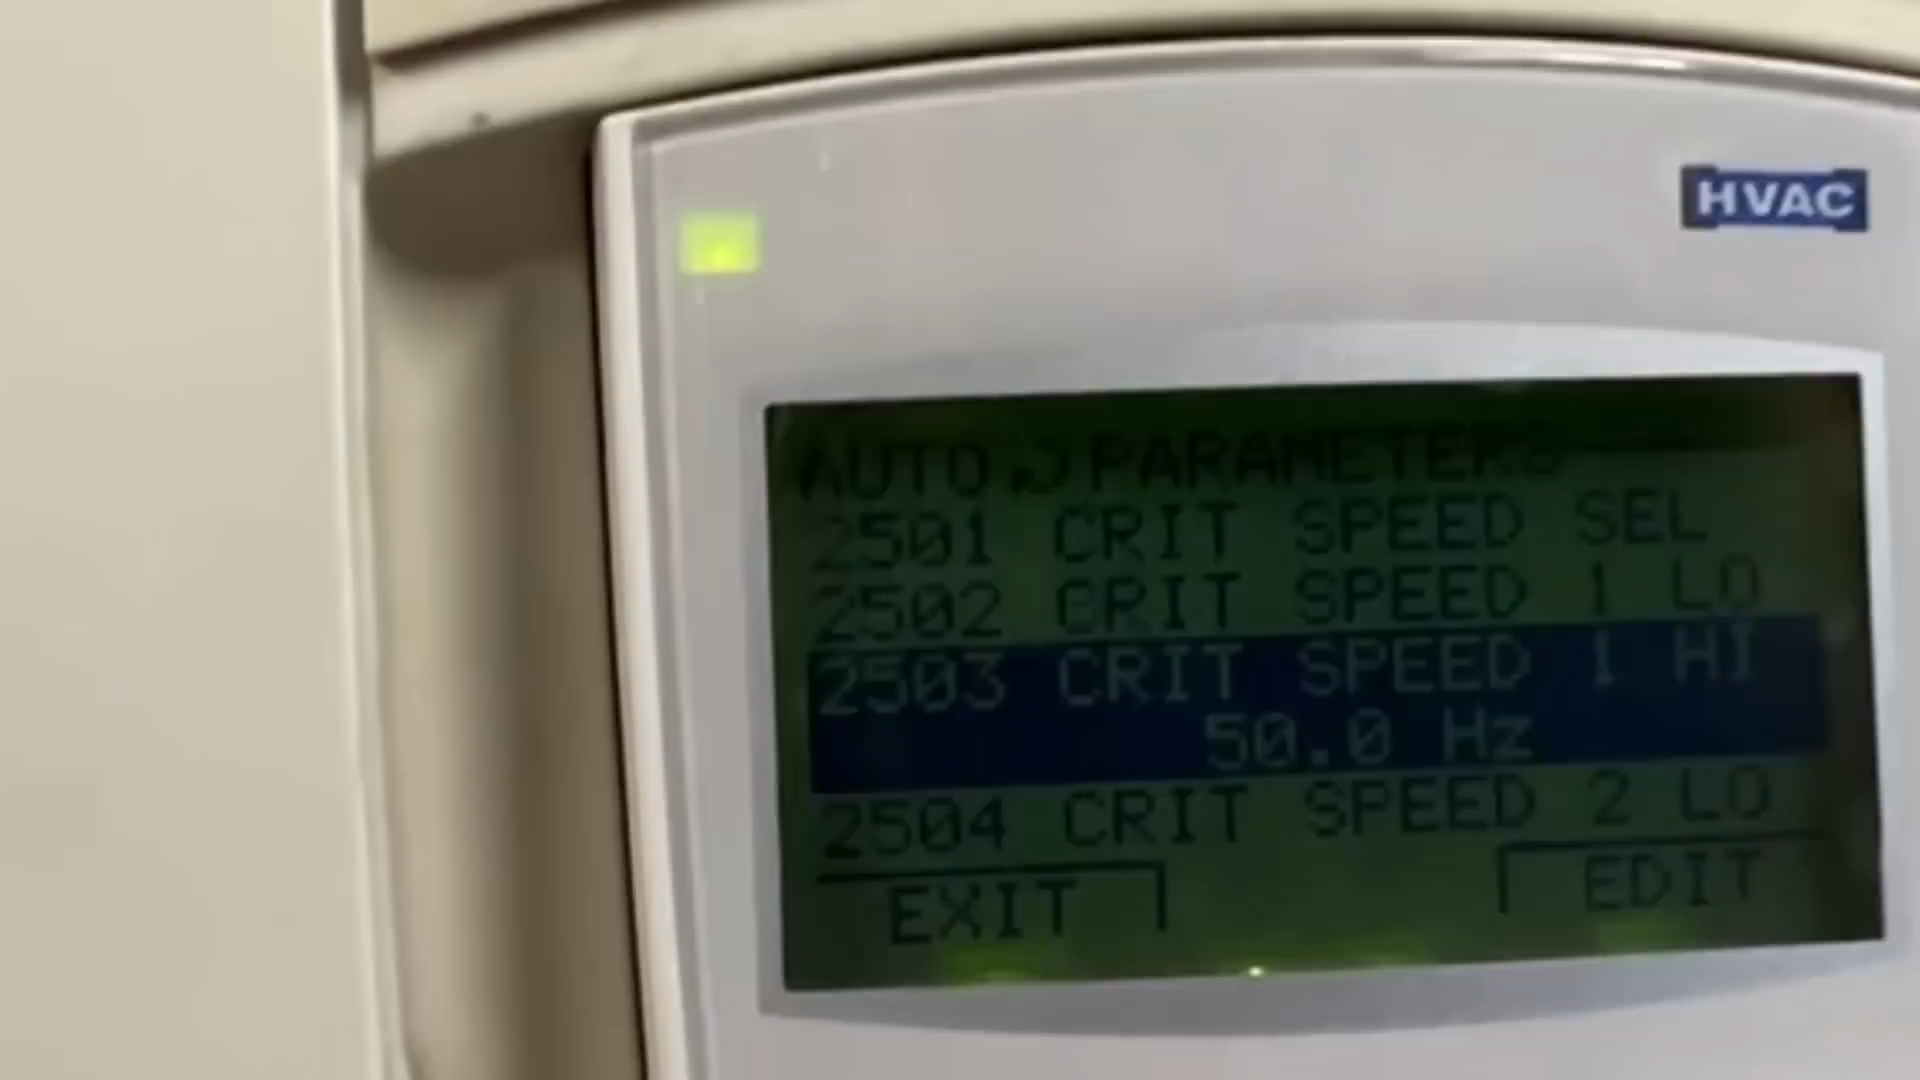 HVAC
AUTO PARAMETERS
2501 CRIT SPEED SEL
2502 CRIT SPEED 1 LO
2503 CRIT SPEED 1 HI
50.0 Hz
2504 CRIT SPEED 2 LO
EXIT EDIT